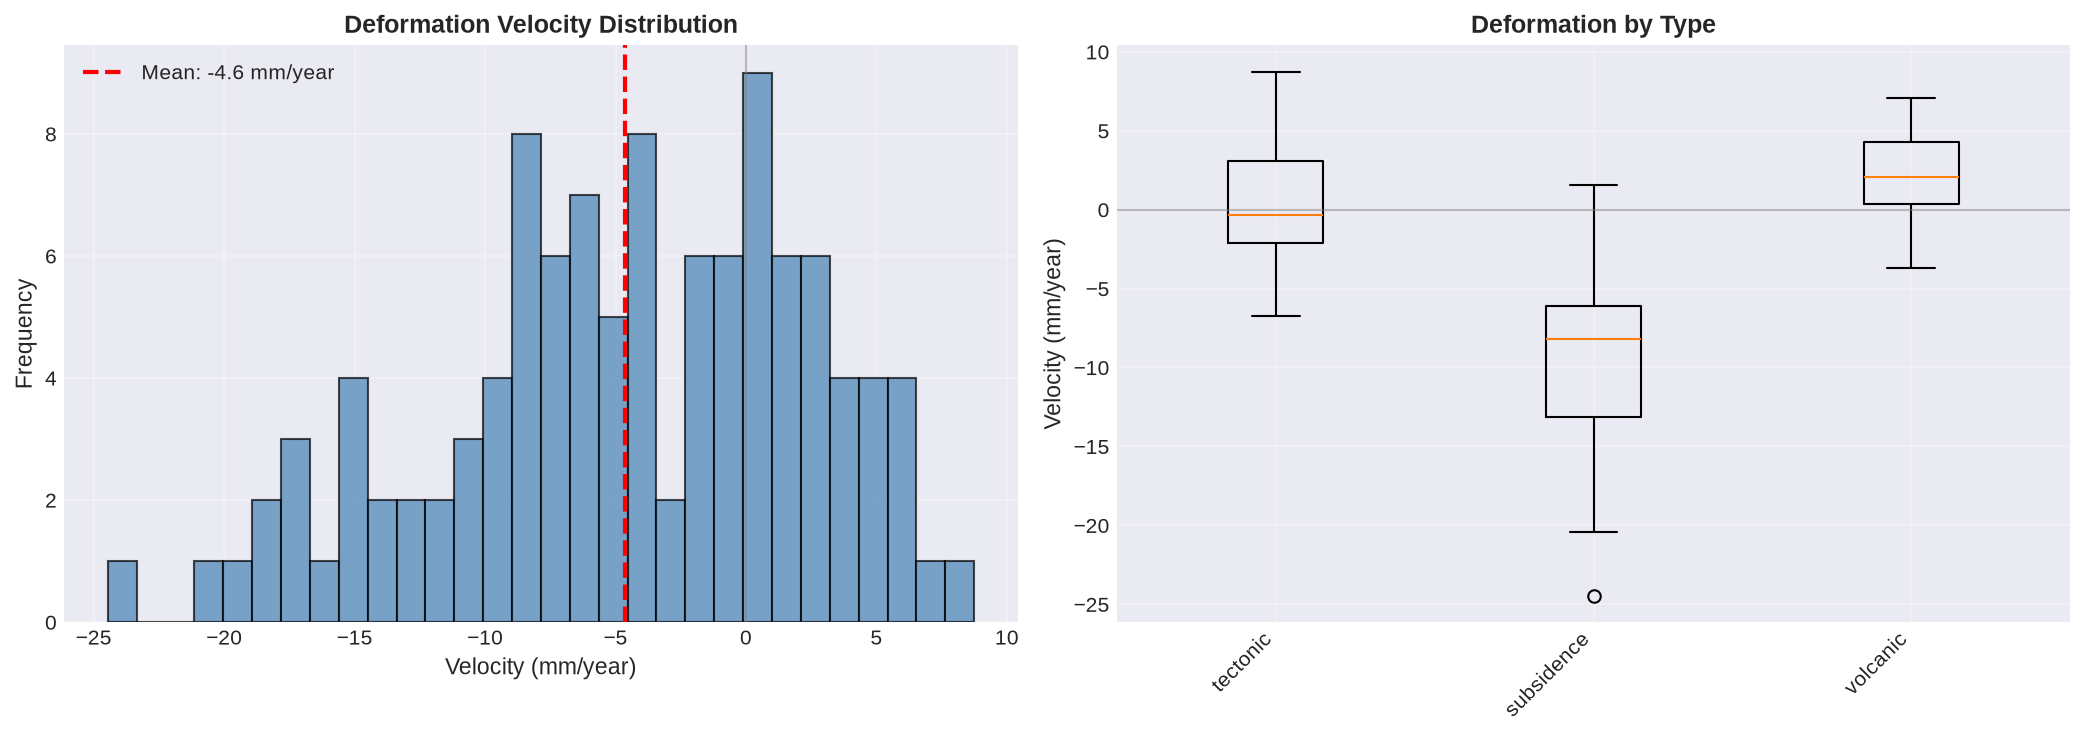 Deformation Velocity Distribution
Mean: -4.6 mm/year
Frequency
8
6
4
2
0
−25 −20 −15 −10 −5 0 5 10
Velocity (mm/year)
Deformation by Type
Velocity (mm/year)
10
5
0
−5
−10
−15
−20
−25
tectonic
subsidence
volcanic